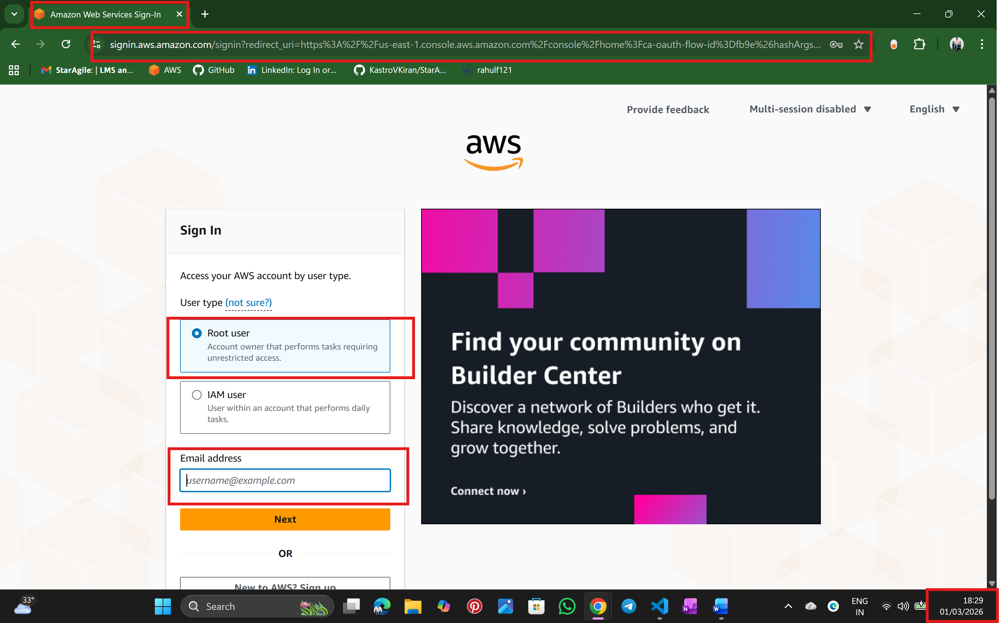 Amazon Web Services Sign-In
signin.aws.amazon.com/signin?redirect_uri=https%3A%2F%2Fus-east-1.console.aws.amazon.com%2Fconsole%2Fhome%3Fca-oauth-flow-id%3Dfb9e%26hashArgs...
StarAgile: | LMS an...
AWS
GitHub
LinkedIn: Log In or...
KastroVKiran/StarA...
rahulf121
Provide feedback
Multi-session disabled
English
aws
Sign In
Access your AWS account by user type.
User type (not sure?)
Root user
Account owner that performs tasks requiring
unrestricted access.
IAM user
User within an account that performs daily
tasks.
Email address
username@example.com
Next
OR
New to AWS? Sign up
Find your community on
Builder Center
Discover a network of Builders who get it.
Share knowledge, solve problems, and
grow together.
Connect now ›
33°
Search
ENG
IN
18:29
01/03/2026